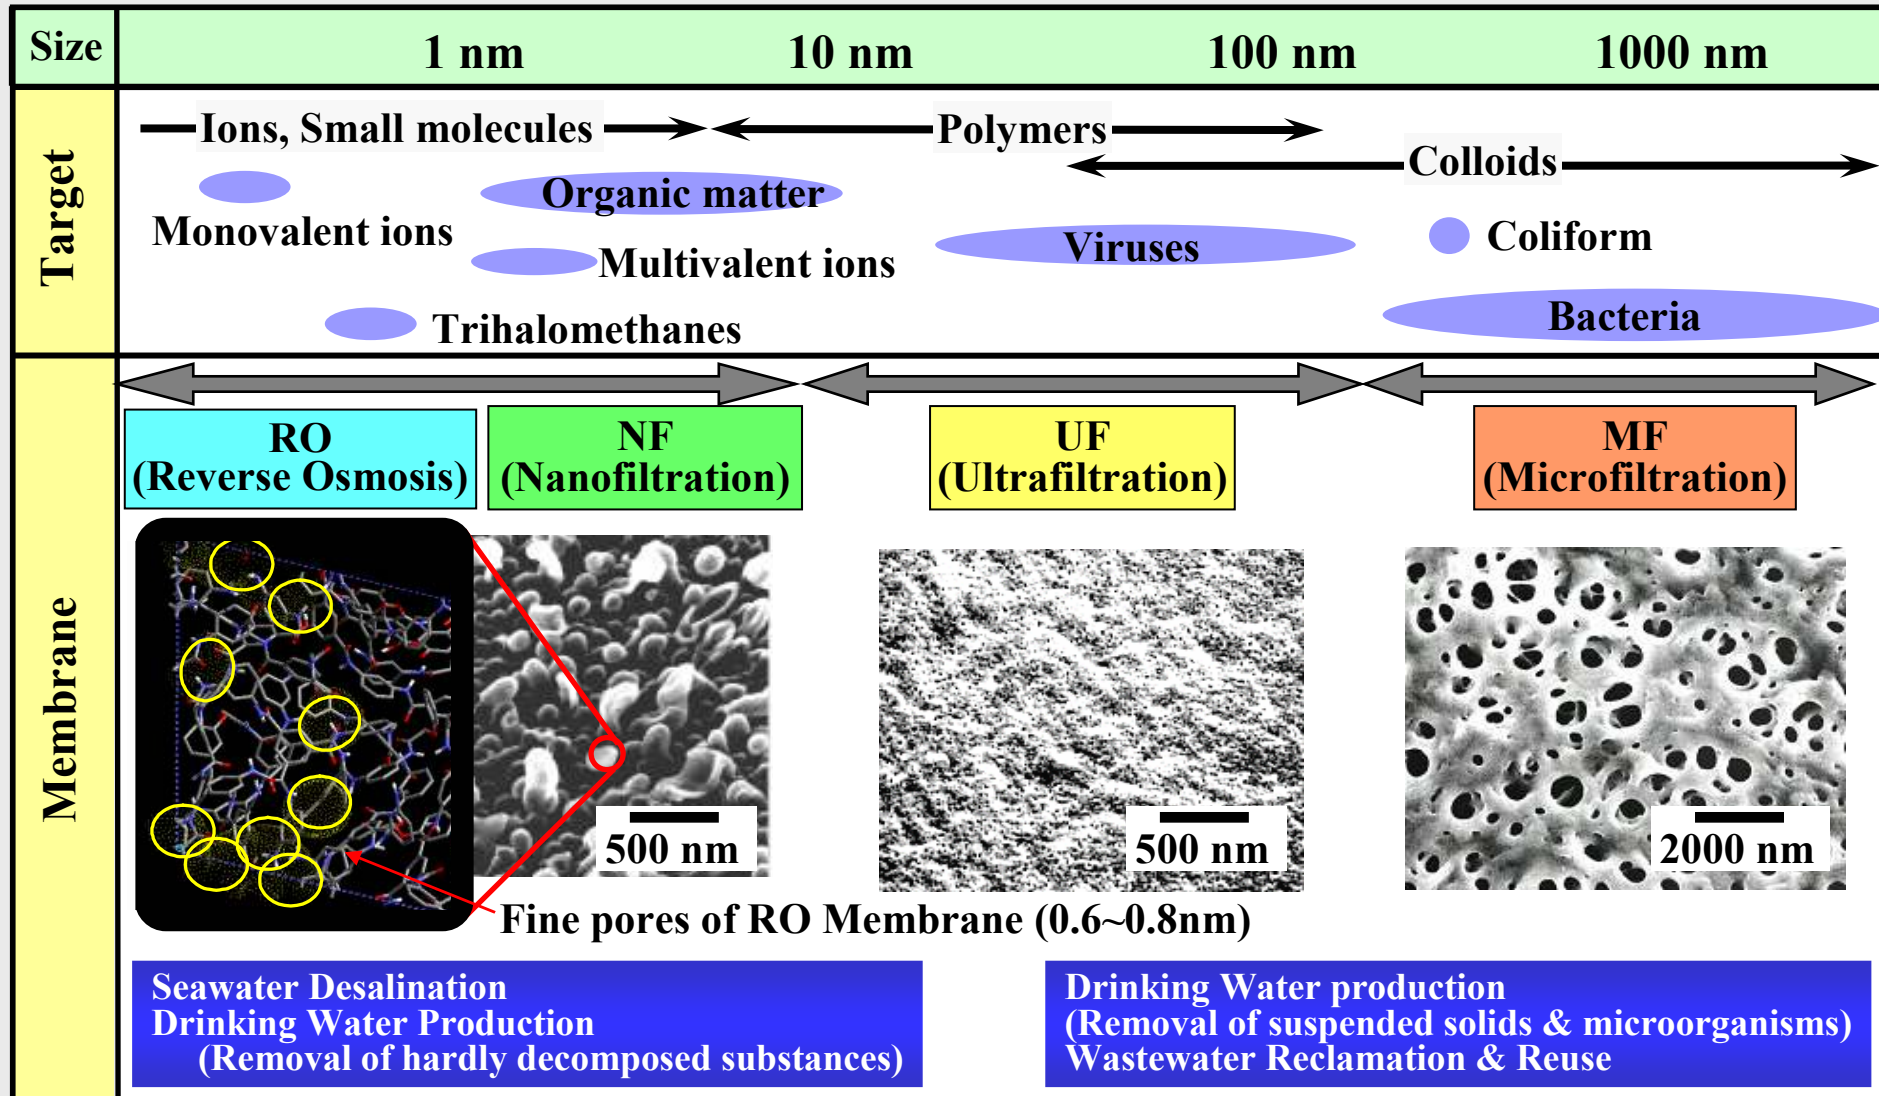 Size
1 nm
10 nm
100 nm
1000 nm
Target
Ions, Small molecules
Polymers
Colloids
Organic matter
Monovalent ions
Viruses
Coliform
Multivalent ions
Trihalomethanes
Bacteria
Membrane
RO
(Reverse Osmosis)
NF
(Nanofiltration)
UF
(Ultrafiltration)
MF
(Microfiltration)
500 nm
500 nm
2000 nm
Fine pores of RO Membrane (0.6~0.8nm)
Seawater Desalination
Drinking Water Production
(Removal of hardly decomposed substances)
Drinking Water production
(Removal of suspended solids & microorganisms)
Wastewater Reclamation & Reuse